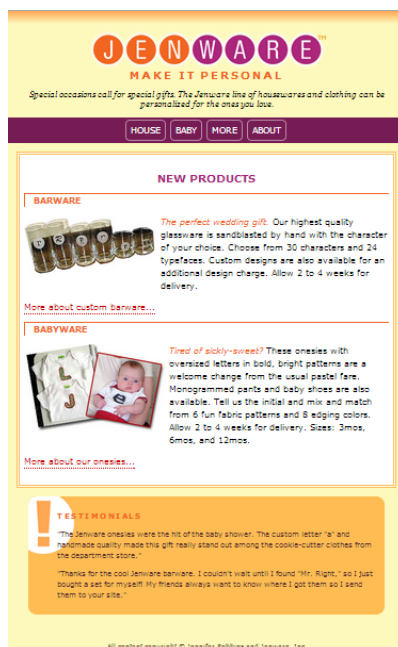 JENWARE™
MAKE IT PERSONAL
Special occasions call for special gifts. The Jenware line of housewares and clothing can be
personalized for the ones you love.
HOUSE BABY MORE ABOUT
NEW PRODUCTS
BARWARE
The perfect wedding gift. Our highest quality
glassware is sandblasted by hand with the character
of your choice. Choose from 30 characters and 24
typefaces. Custom designs are also available for an
additional design charge. Allow 2 to 4 weeks for
delivery.
More about custom barware...
BABYWARE
Tired of sickly-sweet? These onesies with
oversized letters in bold, bright patterns are a
welcome change from the usual pastel fare.
Monogrammed pants and baby shoes are also
available. Tell us the initial and mix and match
from 6 fun fabric patterns and 8 edging colors.
Allow 2 to 4 weeks for delivery. Sizes: 3mos,
6mos, and 12mos.
More about our onesies...
!
TESTIMONIALS
"The Jenware onesies were the hit of the baby shower. The custom letter "a" and
handmade quality made this gift really stand out among the cookie-cutter clothes from
the department store."
"Thanks for the cool Jenware barware. I couldn't wait until I found "Mr. Right," so I just
bought a set for myself! My friends always want to know where I got them so I send
them to your site."